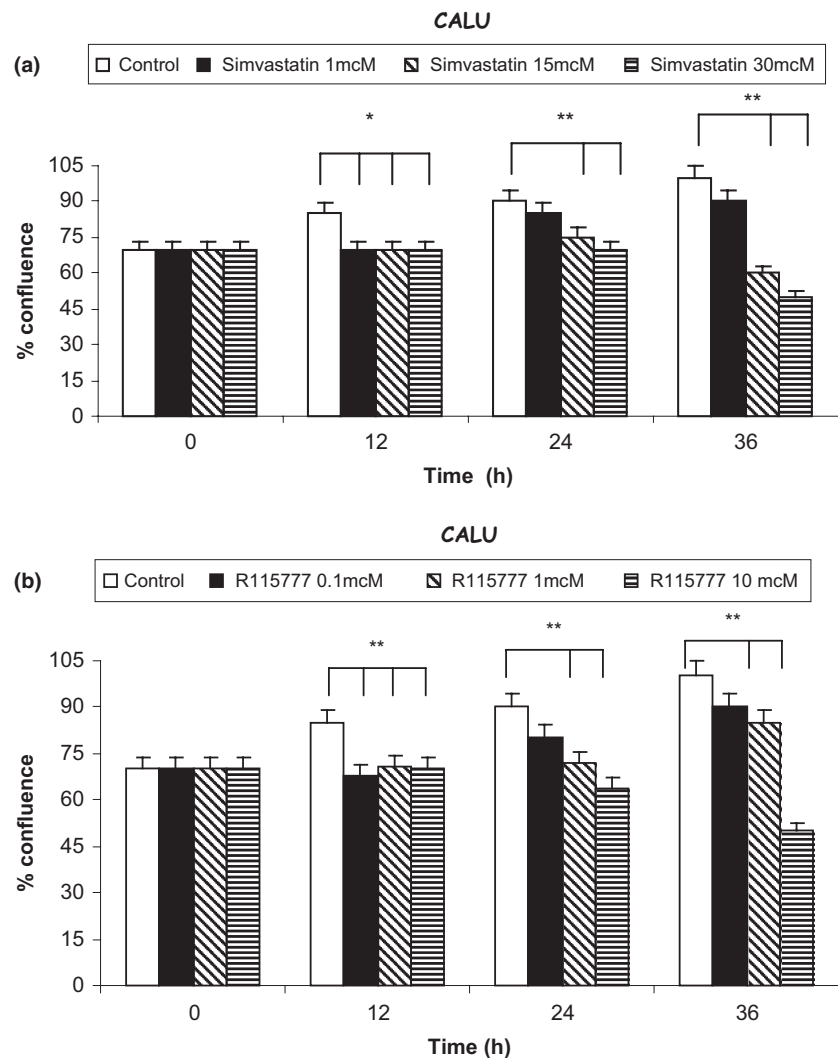 CALU
(a)
Control Simvastatin 1mcM Simvastatin 15mcM Simvastatin 30mcM
* ** **
105
90
75
60
45
30
15
0
% confluence
0 12 24 36
Time (h)
CALU
(b)
Control R115777 0.1mcM R115777 1mcM R115777 10 mcM
** ** **
105
90
75
60
45
30
15
0
% confluence
0 12 24 36
Time (h)